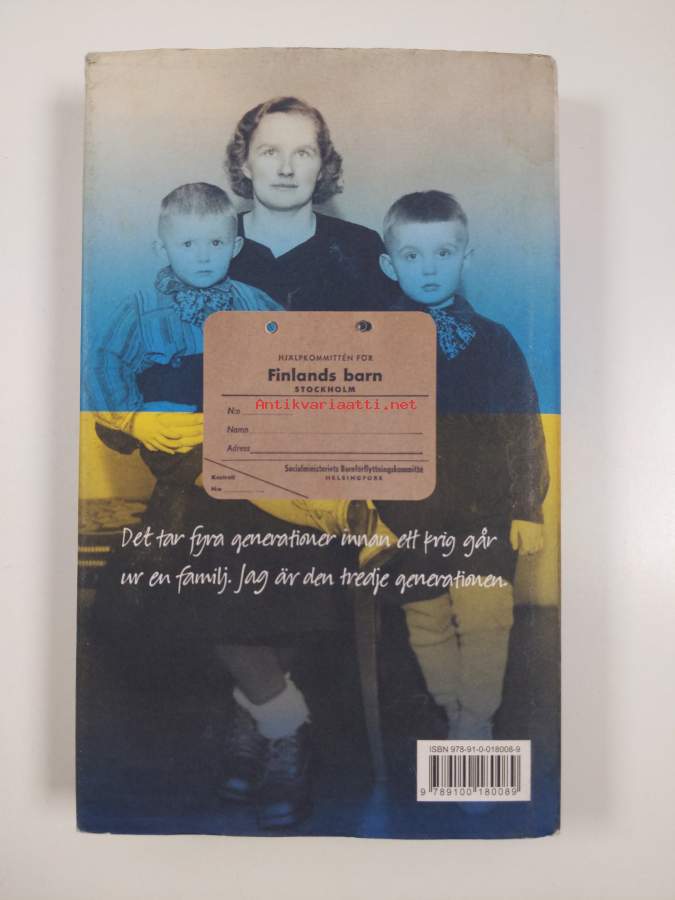 HJÄLPKOMMITTÉN FÖR
Finlands barn
STOCKHOLM
Antikvariaatti.net
N:o
Namn
Adress
Socialministeriets Barnförflyttningskommitté
HELSINGFORS
Kontroll
N:o
Det tar fyra generationer innan ett krig går
ur en familj. Jag är den tredje generationen.
ISBN 978-91-0-018008-9
9 789100 180089